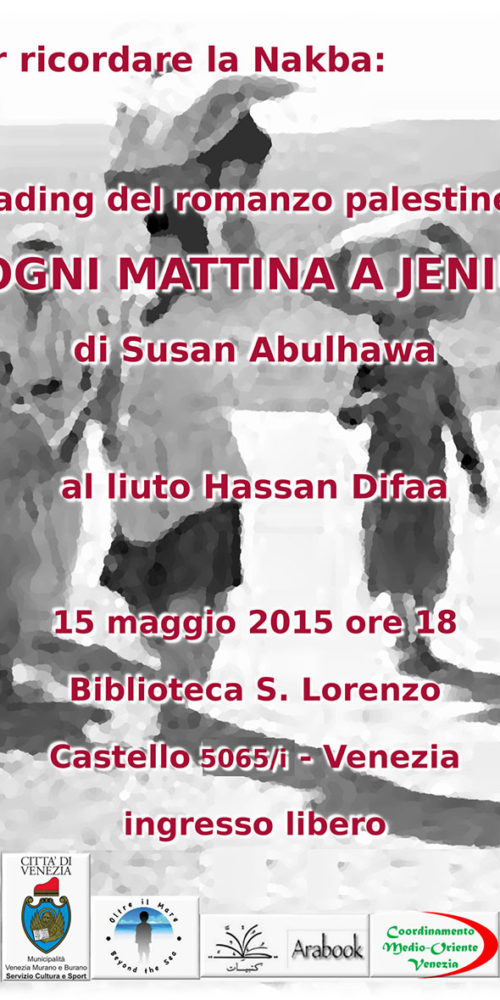 r ricordare la Nakba:
ading del romanzo palestine
OGNI MATTINA A JENI
di Susan Abulhawa
al liuto Hassan Difaa
15 maggio 2015 ore 18
Biblioteca S. Lorenzo
Castello 5065/i - Venezia
ingresso libero
CITTA' DI
VENEZIA
Municipalità
Venezia Murano e Burano
Servizio Cultura e Sport
Oltre il Mare
Beyond the Sea
كتبيات
Arabook
Coordinamento
Medio-Oriente
Venezia